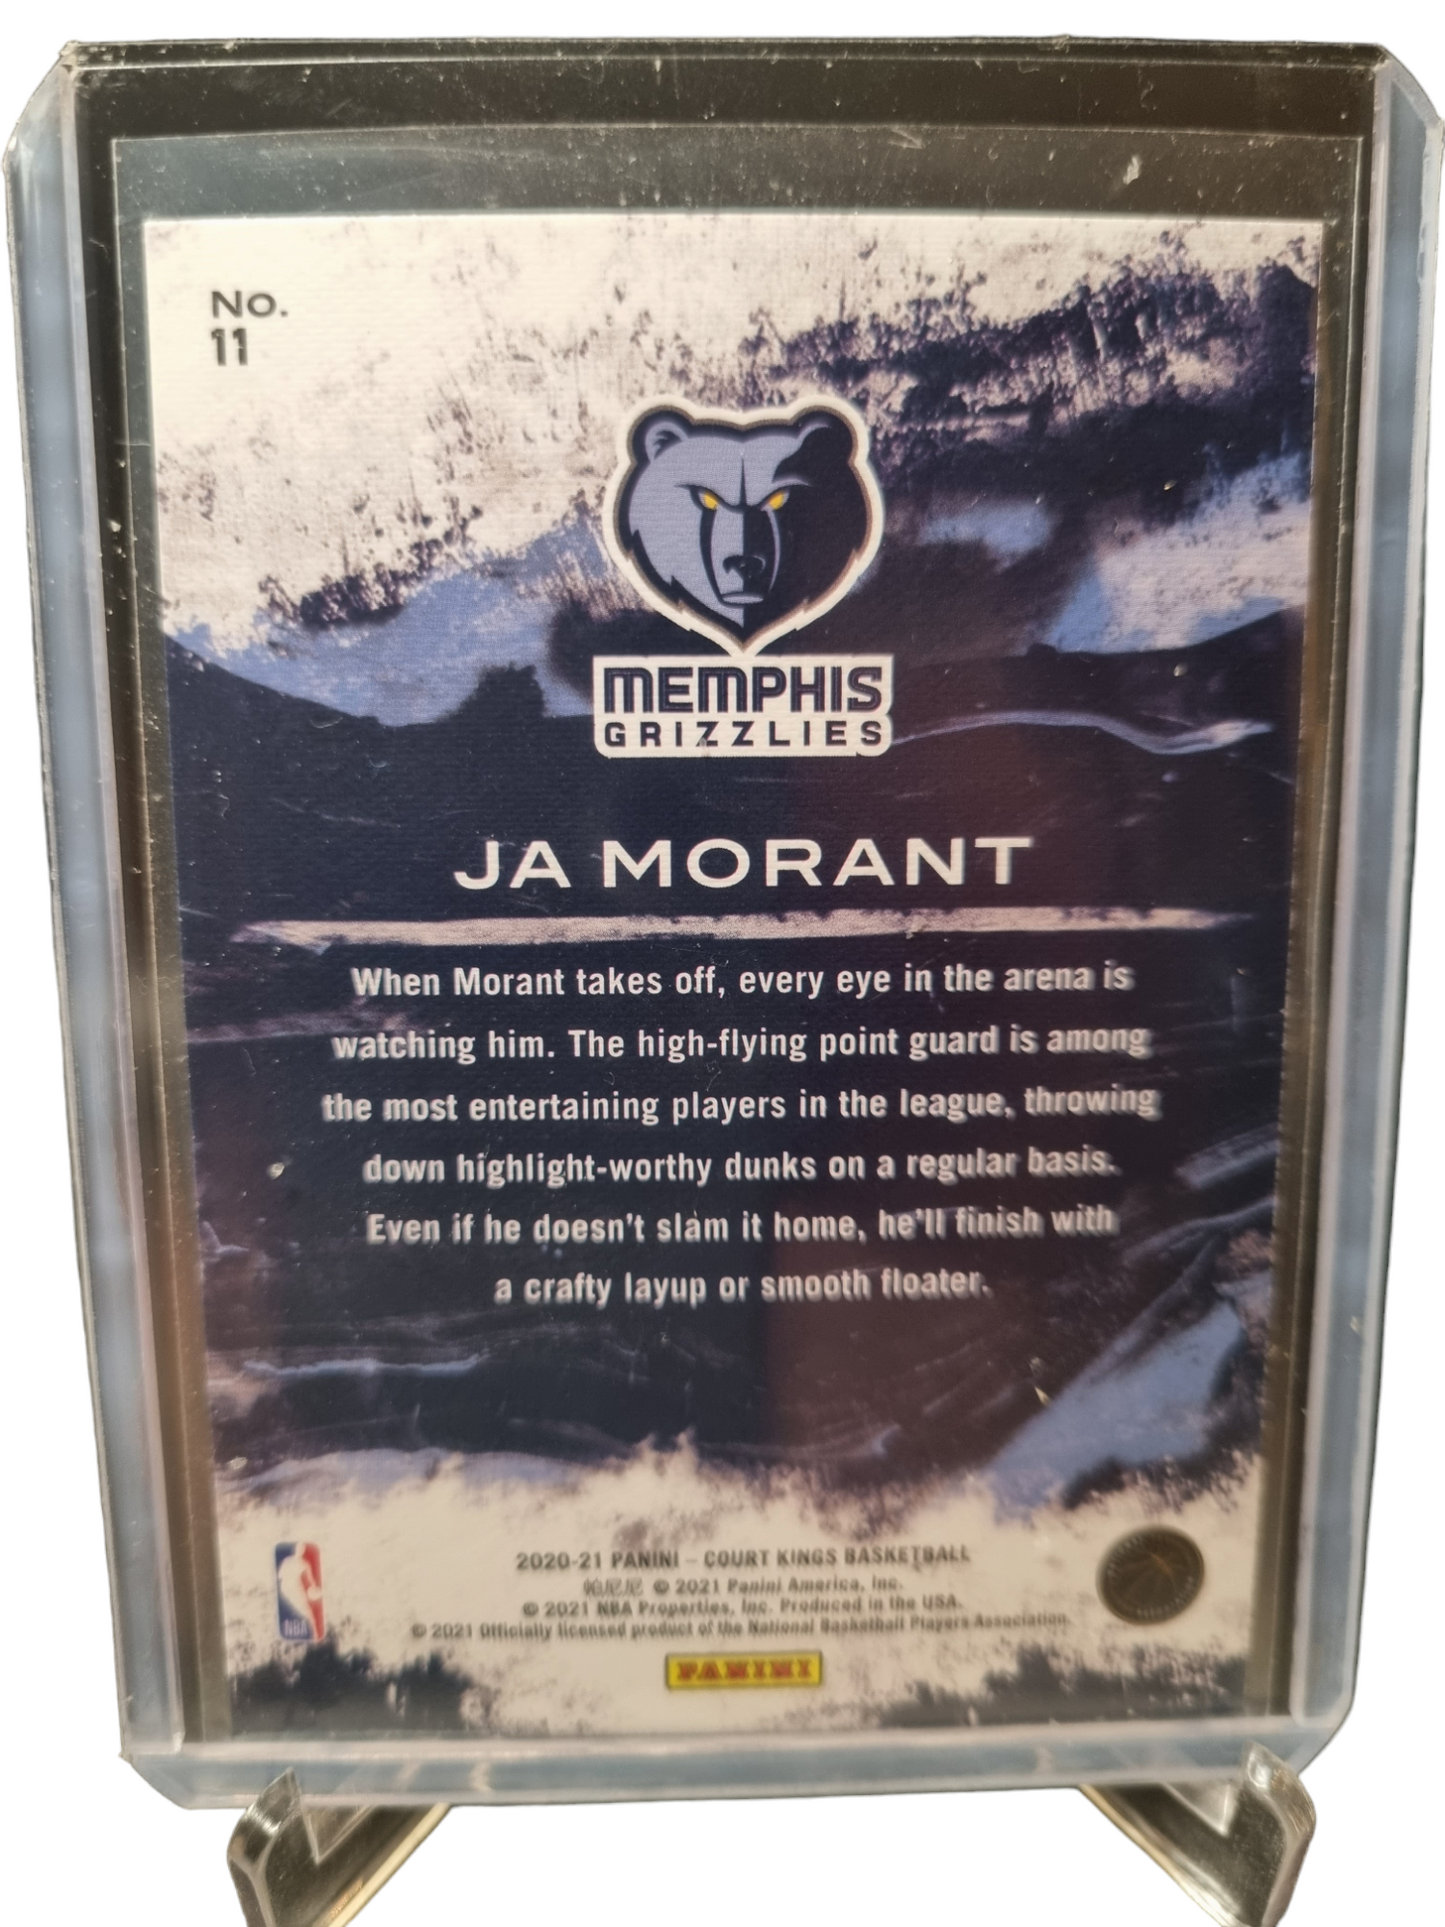 No.
11
MEMPHIS
GRIZZLIES
JA MORANT
When Morant takes off, every eye in the arena is
watching him. The high-flying point guard is among
the most entertaining players in the league, throwing
down highlight-worthy dunks on a regular basis.
Even if he doesn't slam it home, he'll finish with
a crafty layup or smooth floater.
2020-21 PANINI – COURT KINGS BASKETBALL
帕尼尼 © 2021 Panini America, Inc.
© 2021 NBA Properties, Inc. Produced in the USA.
© 2021 Officially licensed product of the National Basketball Players Association.
NBA
PANINI